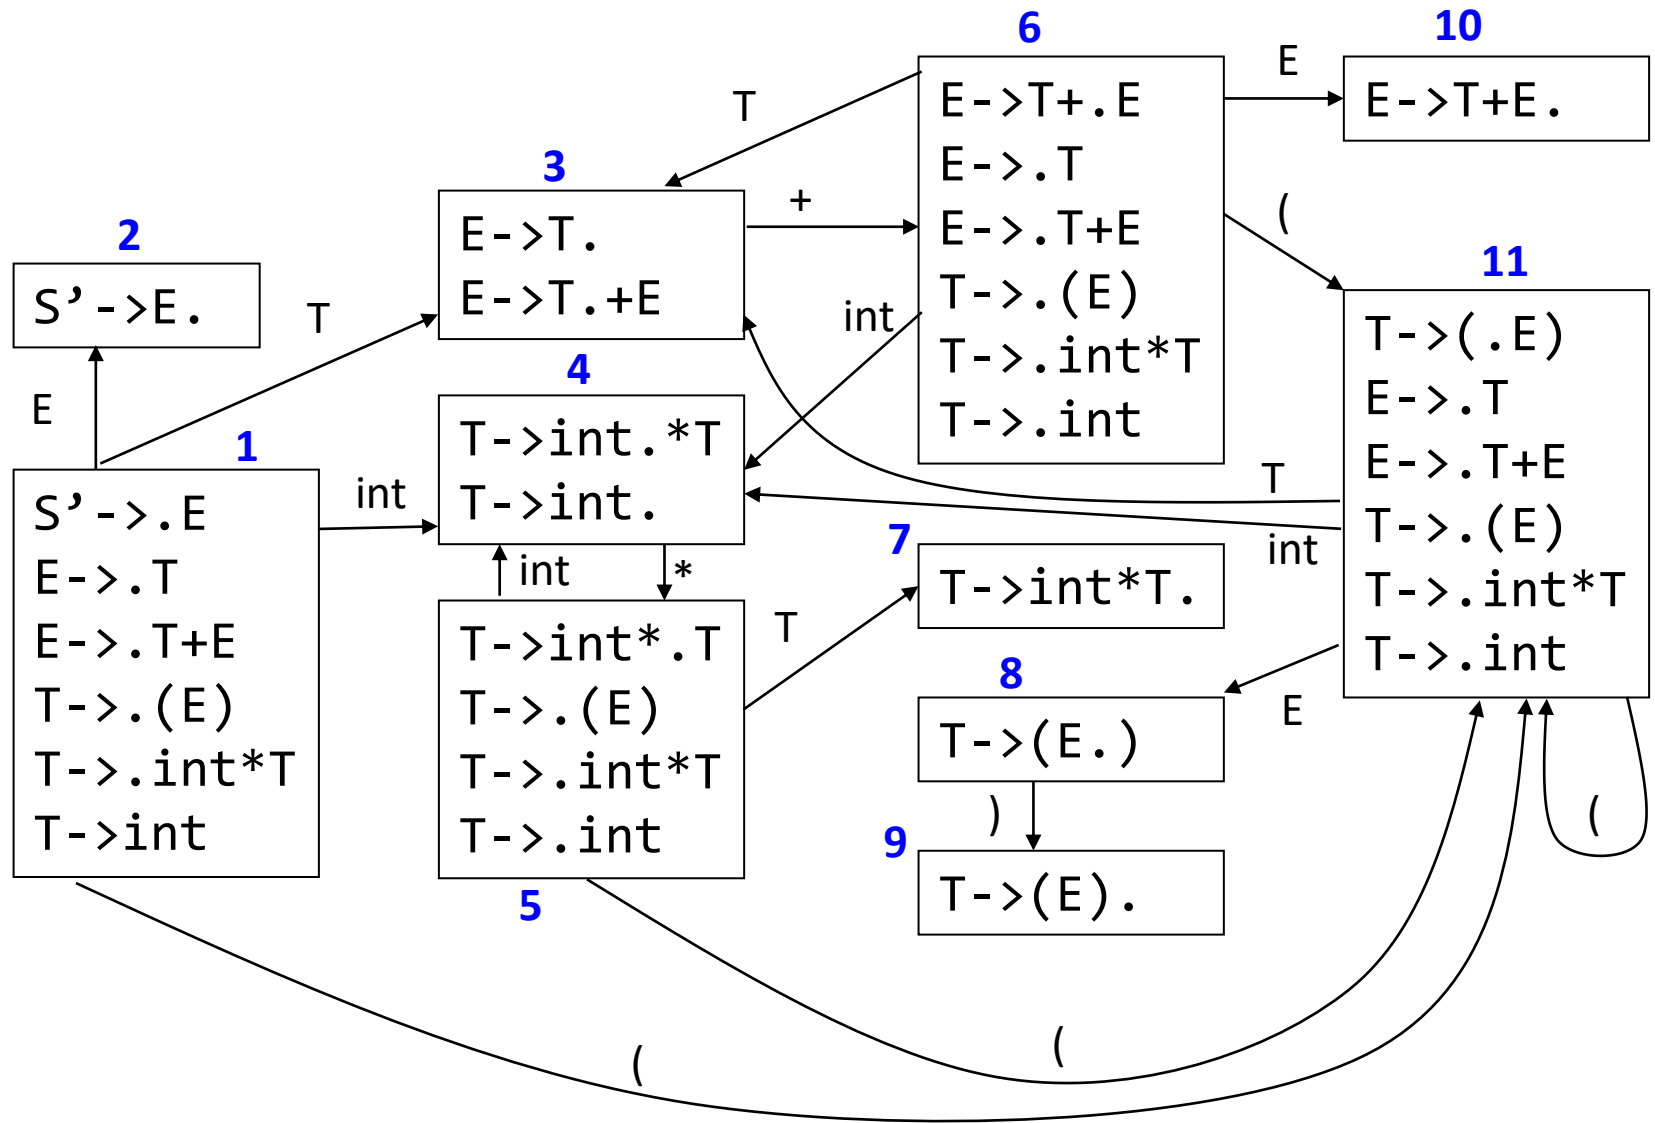 6
10
E->T+.E
E->.T
E->.T+E
T->.(E)
T->.int*T
T->.int
E
E->T+E.
T
3
E->T.
E->T.+E
+
(
2
S'->E.
T
int
11
T->(.E)
E->.T
E->.T+E
T->.(E)
T->.int*T
T->.int
4
T->int.*T
T->int.
E
1
S'->.E
E->.T
E->.T+E
T->.(E)
T->.int*T
T->int
int
T
int
int
*
7
T->int*T.
T->int*.T
T->.(E)
T->.int*T
T->.int
5
T
8
T->(E.)
E
)
9
T->(E).
(
(
(